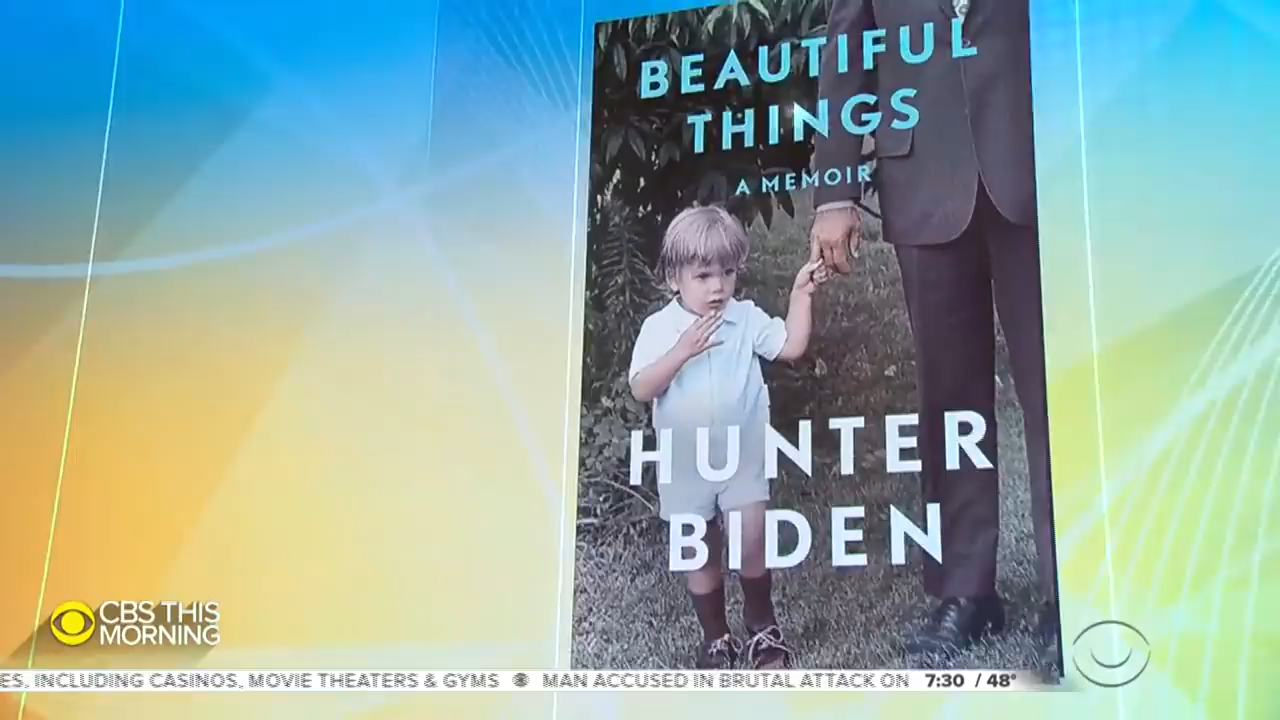 BEAUTIFUL
THINGS
A MEMOIR
HUNTER
BIDEN
CBS THIS
MORNING
ES, INCLUDING CASINOS, MOVIE THEATERS & GYMS MAN ACCUSED IN BRUTAL ATTACK ON 7:30 / 48°